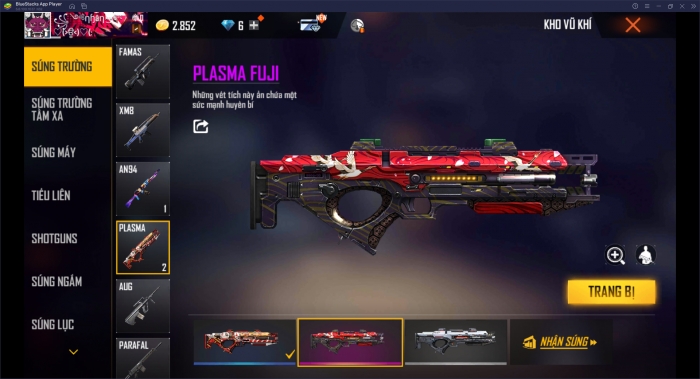 BlueStacks App Player
2.852
6
NEW
KHO VŨ KHÍ
SÚNG TRƯỜNG
SÚNG TRƯỜNG
TẦM XA
SÚNG MÁY
TIỂU LIÊN
SHOTGUNS
SÚNG NGẮM
SÚNG LỤC
FAMAS
XM8
AN94
1
PLASMA
2
AUG
PARAFAL
PLASMA FUJI
Những vết tích này ẩn chứa một
sức mạnh huyền bí
TRANG BỊ
NHẬN SÚNG